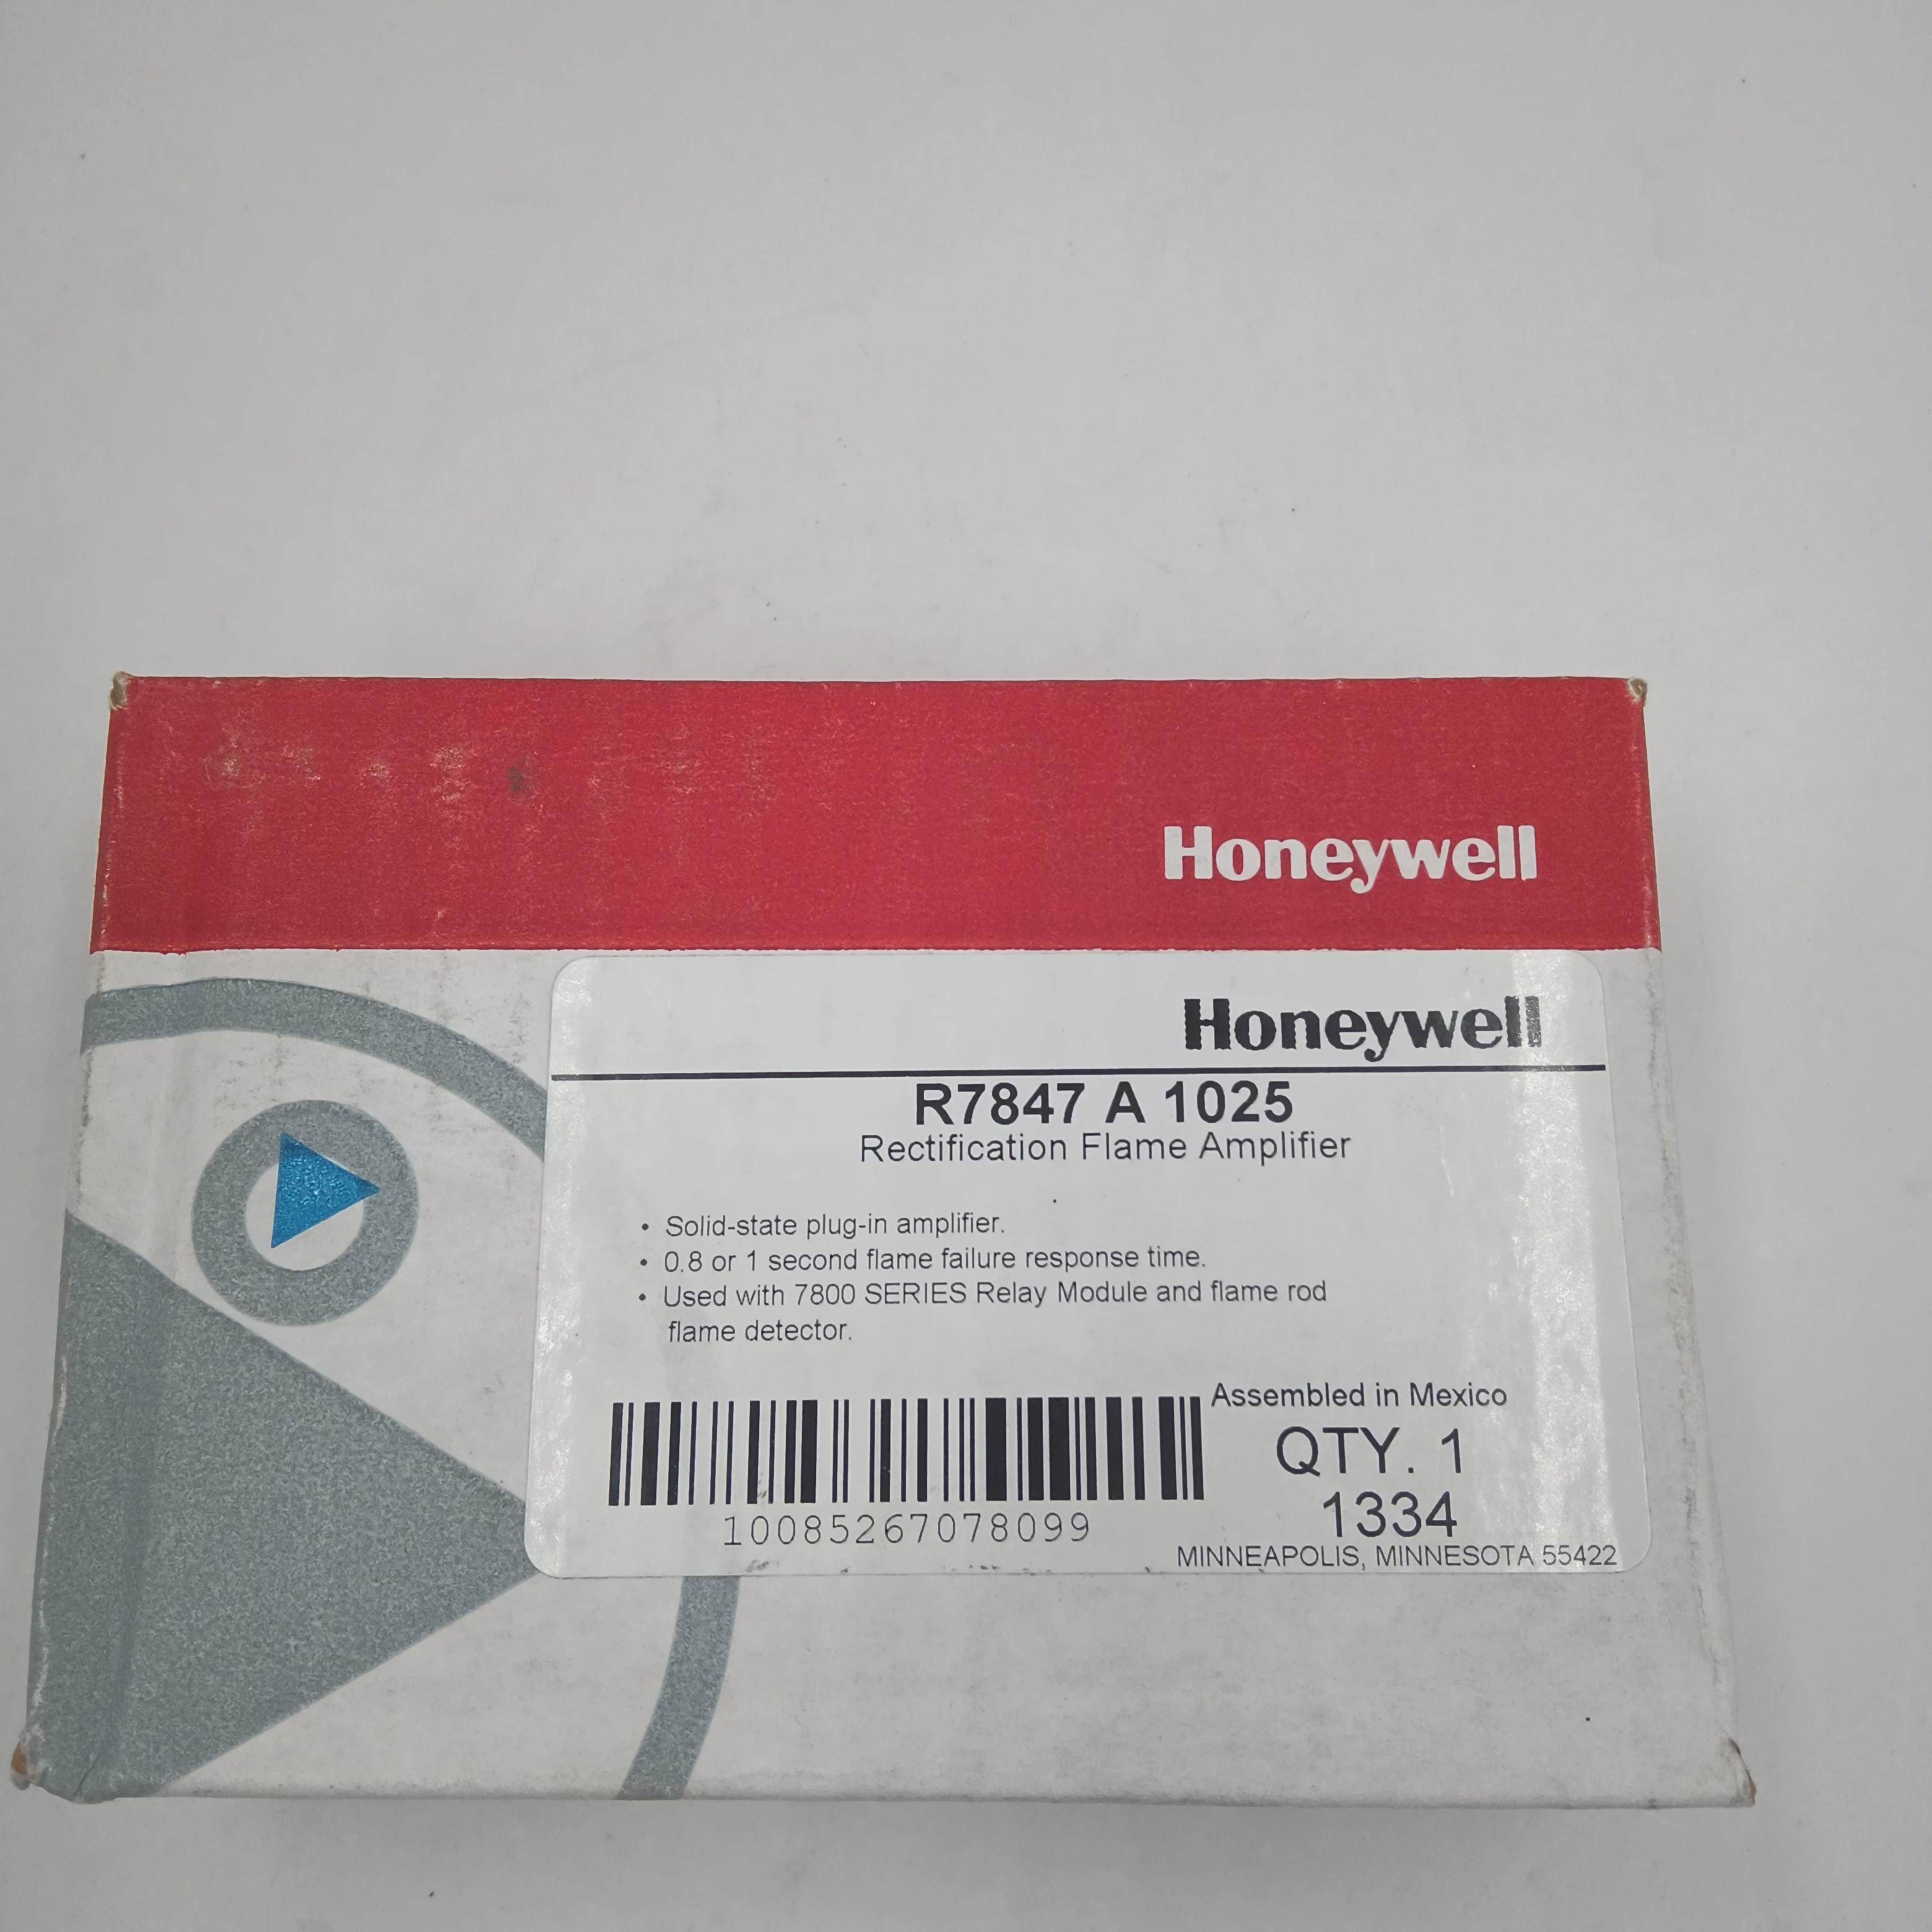 Honeywell
Honeywell
R7847 A 1025
Rectification Flame Amplifier
• Solid-state plug-in amplifier.
• 0.8 or 1 second flame failure response time.
• Used with 7800 SERIES Relay Module and flame rod
flame detector.
Assembled in Mexico
QTY. 1
10085267078099
1334
MINNEAPOLIS, MINNESOTA 55422